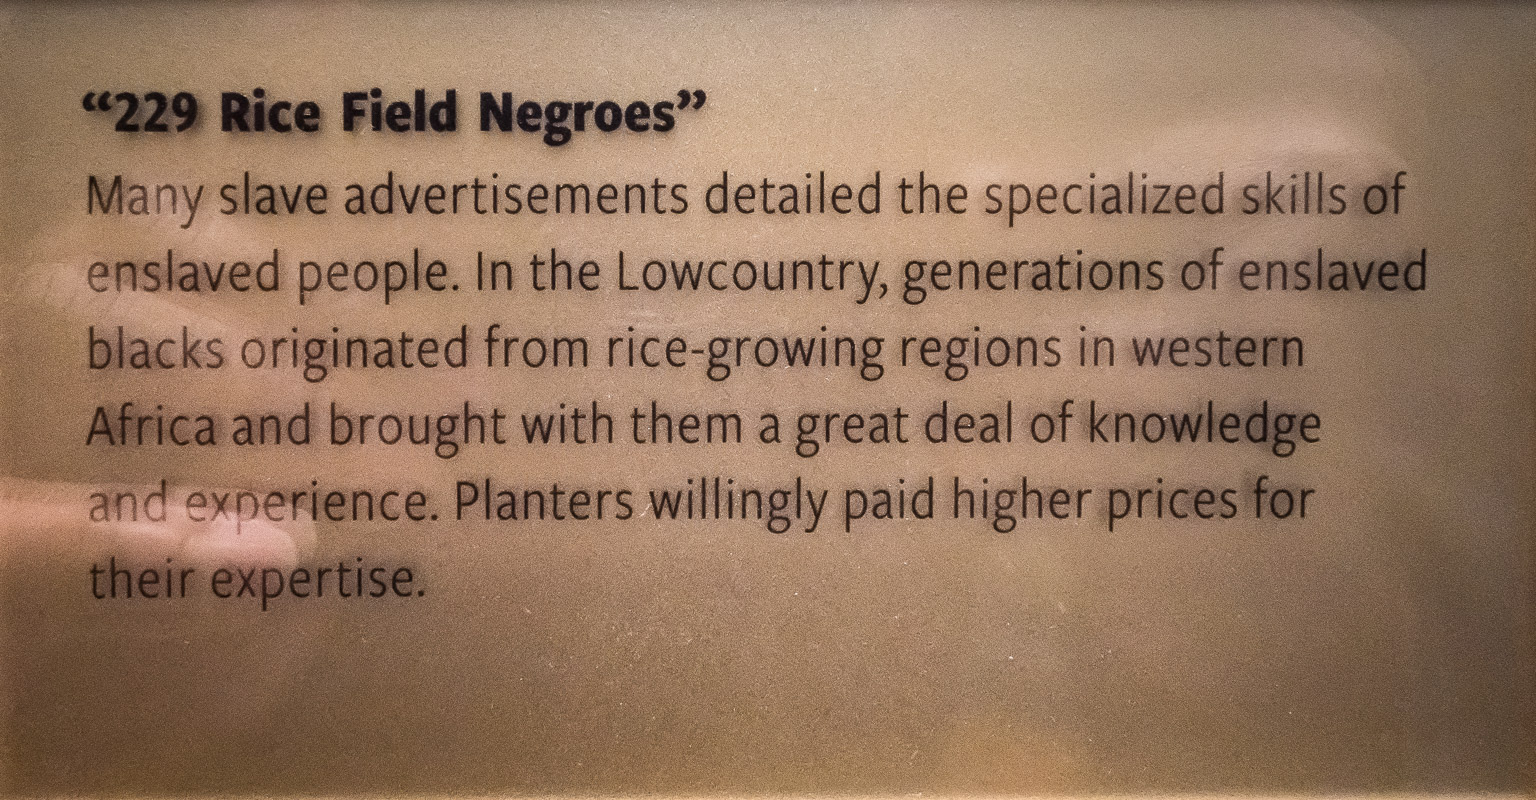 “229 Rice Field Negroes”
Many slave advertisements detailed the specialized skills of
enslaved people. In the Lowcountry, generations of enslaved
blacks originated from rice-growing regions in western
Africa and brought with them a great deal of knowledge
and experience. Planters willingly paid higher prices for
their expertise.